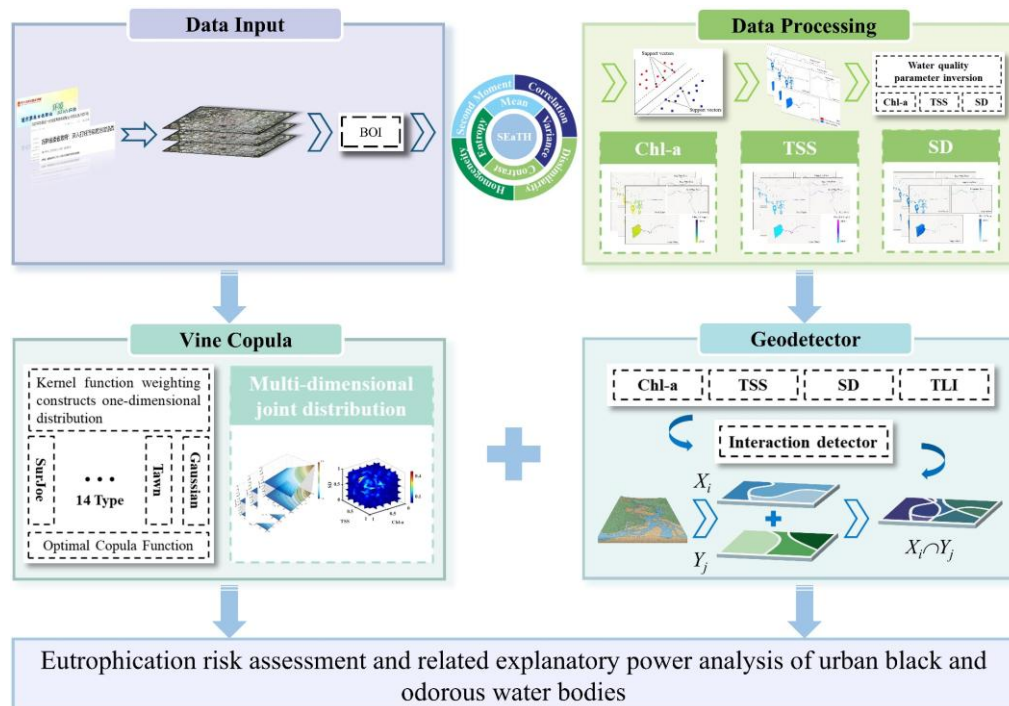 Data Input
BOI
Second Moment
Correlation
Dissimilarity
Homogeneity
Mean
Variance
Contrast
Entropy
SEaTH
Data Processing
Support vectors
Support vectors
Water quality
parameter inversion
Chl-a
TSS
SD
Chl-a
TSS
SD
Vine Copula
Kernel function weighting
constructs one-dimensional
distribution
SurJoe
...
14 Type
Tawn
Gaussian
Optimal Copula Function
Multi-dimensional
joint distribution
TSS
Chl-a
Geodetector
Chl-a
TSS
SD
TLI
Interaction detector
Xi
+
Yj
Xi∩Yj
Eutrophication risk assessment and related explanatory power analysis of urban black and
odorous water bodies